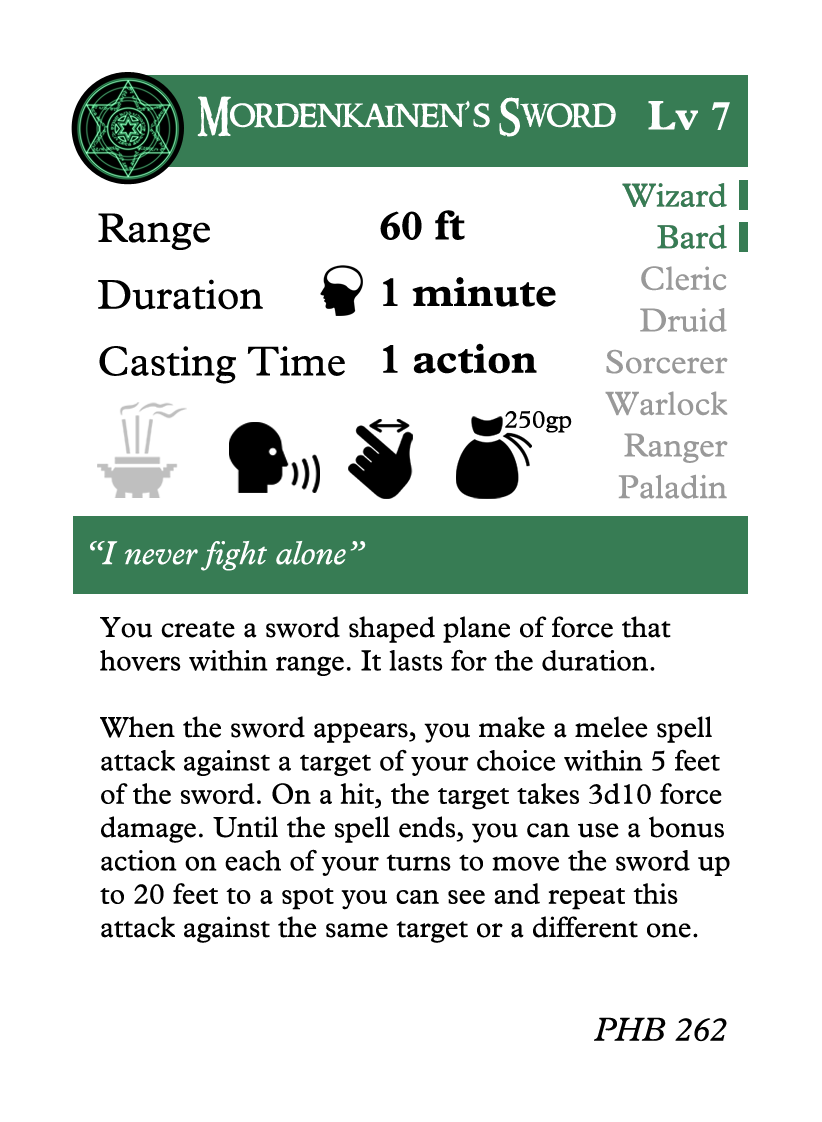 MORDENKAINEN'S SWORD Lv 7
Wizard
Bard
Cleric
Druid
Sorcerer
Warlock
Ranger
Paladin
Range 60 ft
Duration 1 minute
Casting Time 1 action
250gp
“I never fight alone”
You create a sword shaped plane of force that
hovers within range. It lasts for the duration.
When the sword appears, you make a melee spell
attack against a target of your choice within 5 feet
of the sword. On a hit, the target takes 3d10 force
damage. Until the spell ends, you can use a bonus
action on each of your turns to move the sword up
to 20 feet to a spot you can see and repeat this
attack against the same target or a different one.
PHB 262